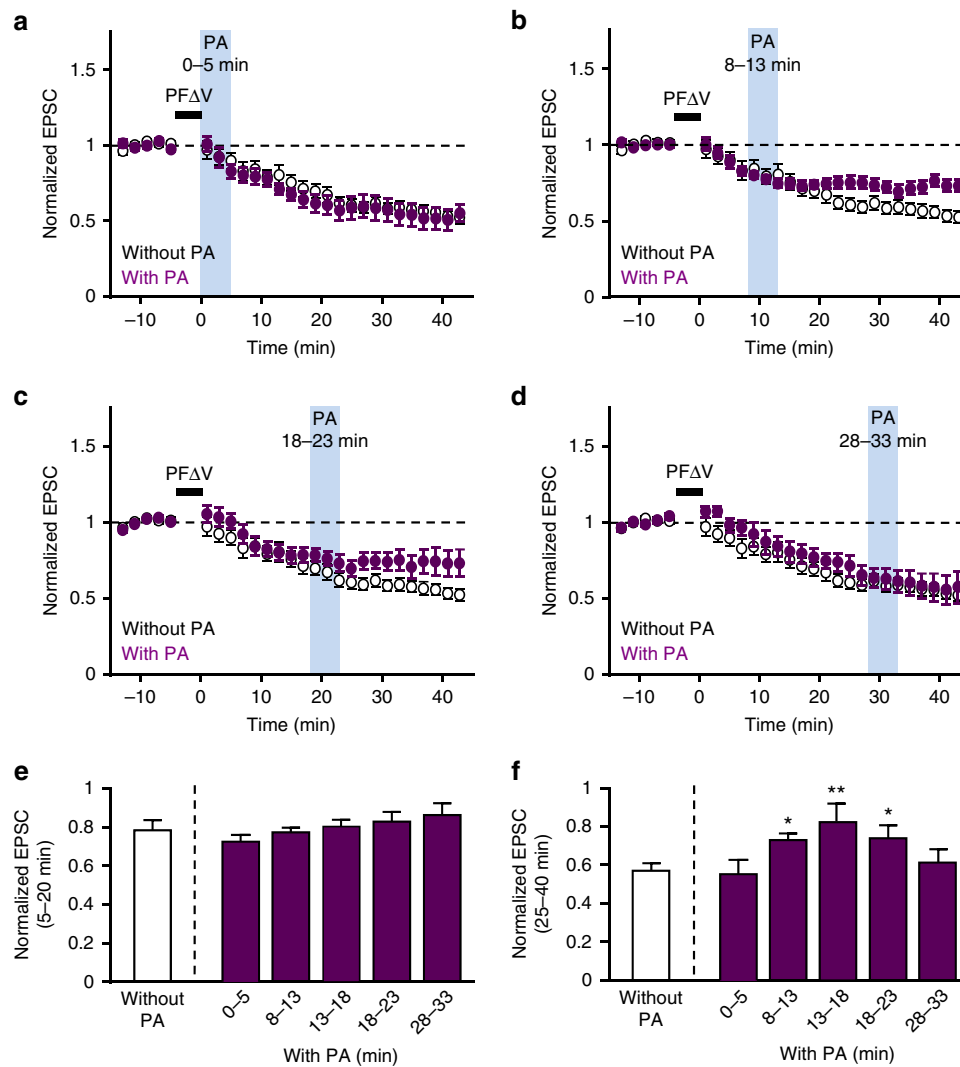 a
PA
0–5 min
PFΔV
1.5
1
0.5
0
Normalized EPSC
Without PA
With PA
–10
0
10
20
30
40
Time (min)
b
PA
8–13 min
PFΔV
1.5
1
0.5
0
Normalized EPSC
Without PA
With PA
–10
0
10
20
30
40
Time (min)
c
PA
18–23 min
PFΔV
1.5
1
0.5
0
Normalized EPSC
Without PA
With PA
–10
0
10
20
30
40
Time (min)
d
PA
28–33 min
PFΔV
1.5
1
0.5
0
Normalized EPSC
Without PA
With PA
–10
0
10
20
30
40
Time (min)
e
1
0.8
0.6
0.4
0.2
0
Normalized EPSC
(5–20 min)
Without
PA
0–5
8–13
13–18
18–23
28–33
With PA (min)
f
1
0.8
0.6
0.4
0.2
0
Normalized EPSC
(25–40 min)
*
**
*
Without
PA
0–5
8–13
13–18
18–23
28–33
With PA (min)